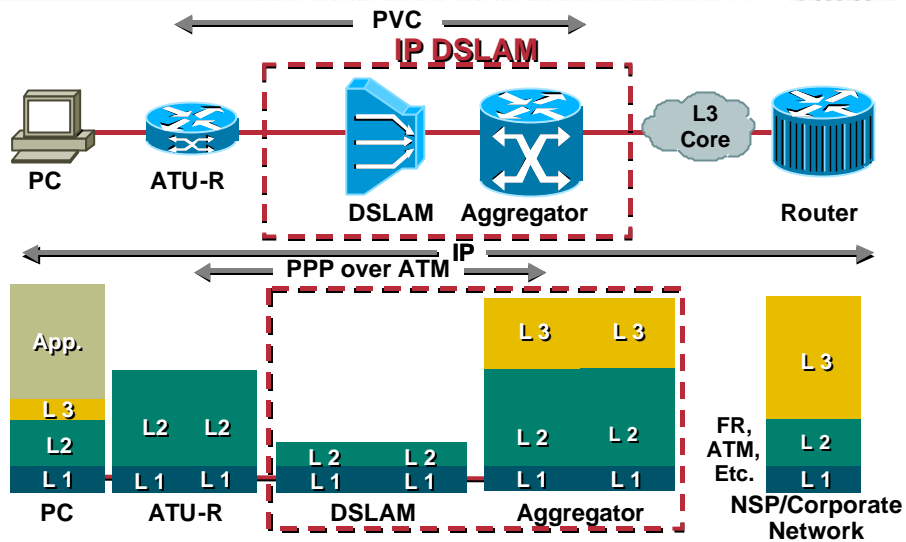 PVC
IP DSLAM
L3
Core
PC
ATU-R
DSLAM
Aggregator
Router
IP
PPP over ATM
App.
L 3
L2
L 1
L2
L2
L 1
L 1
L 2
L 2
L 1
L 1
L 3
L 3
L 2
L 2
L 1
L 1
FR,
ATM,
Etc.
L 3
L 2
L 1
PC
ATU-R
DSLAM
Aggregator
NSP/Corporate
Network